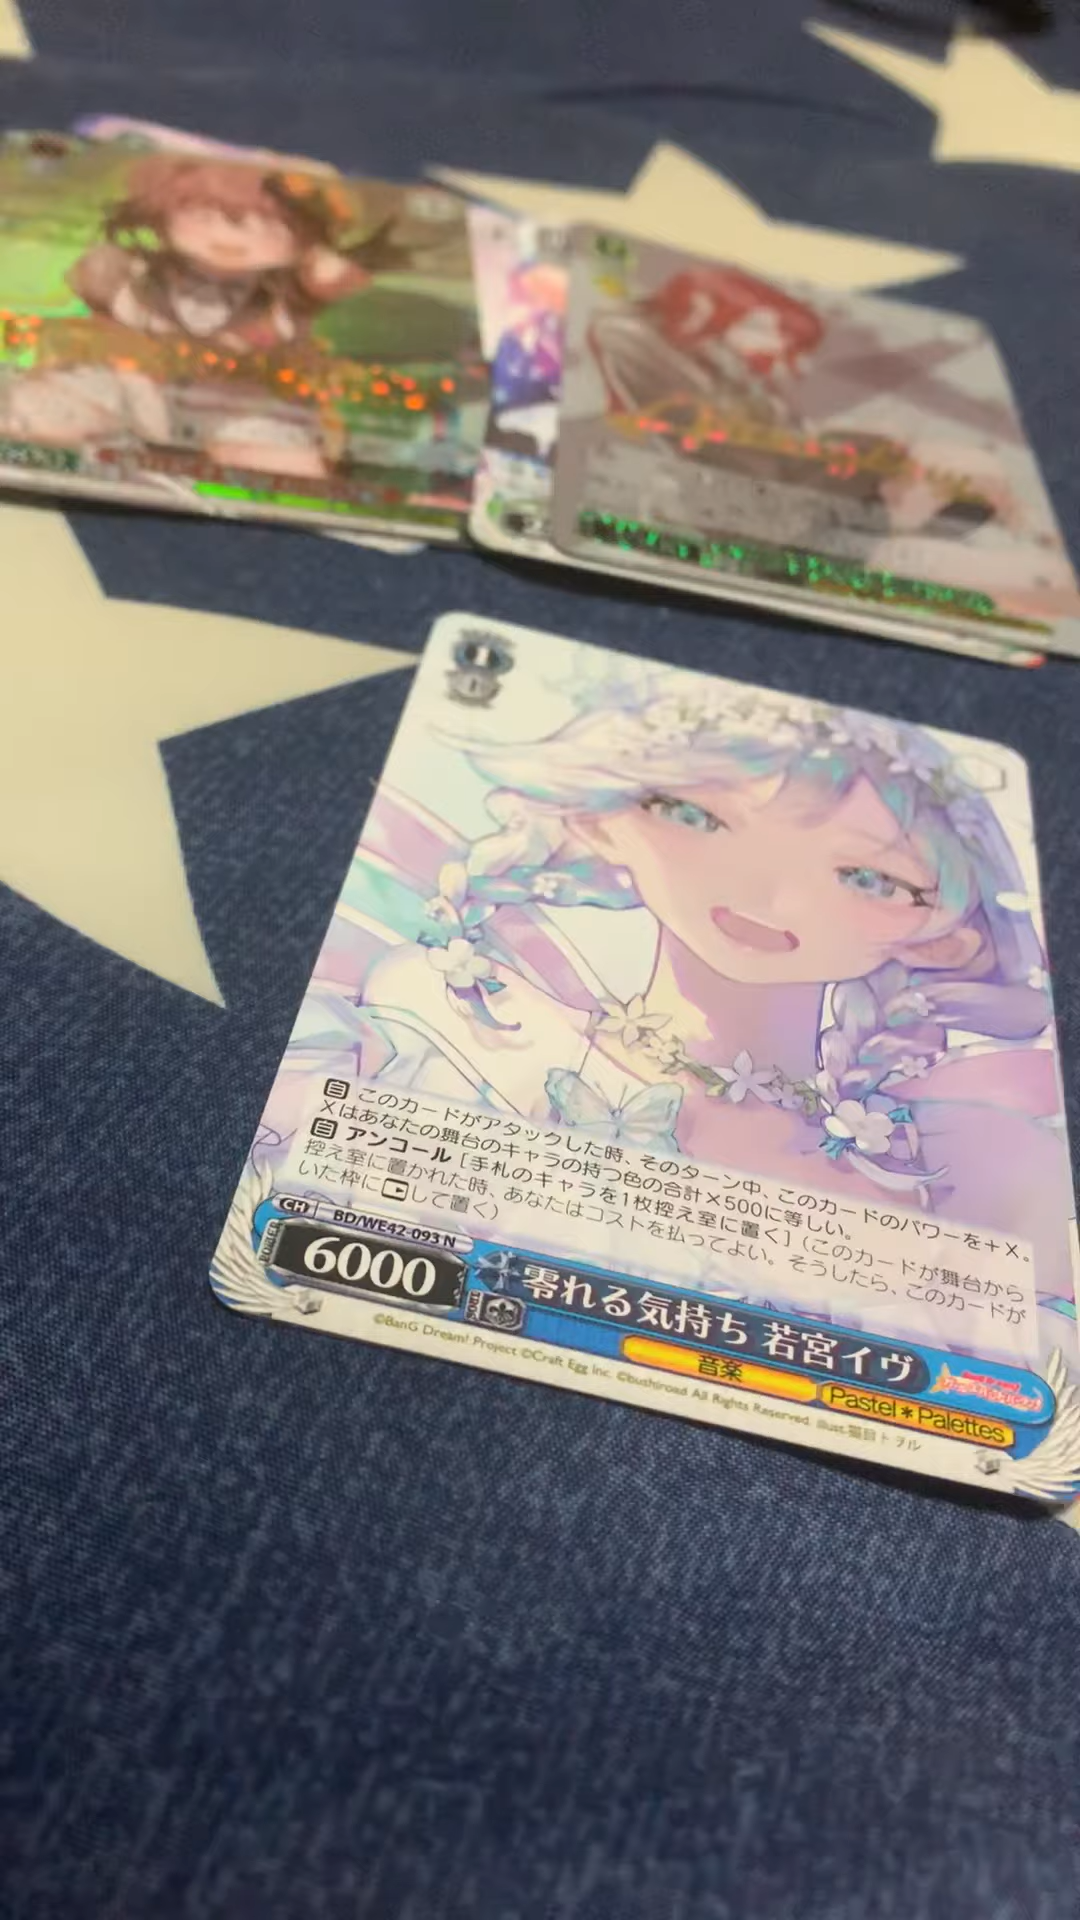 1
自 このカードがアタックした時、そのターン中、このカードのパワーを＋X。
Xはあなたの舞台のキャラの持つ色の合計×500に等しい。
自 アンコール［手札のキャラを1枚控え室に置く］（このカードが舞台から
控え室に置かれた時、あなたはコストを払ってよい。そうしたら、このカードが
いた枠に して置く）
CH BD/WE42-093 N
POWER 6000
SOUL
零れる気持ち 若宮イヴ
音楽
Pastel＊Palettes
©BanG Dream! Project ©Craft Egg Inc. ©bushiroad All Rights Reserved. illust.